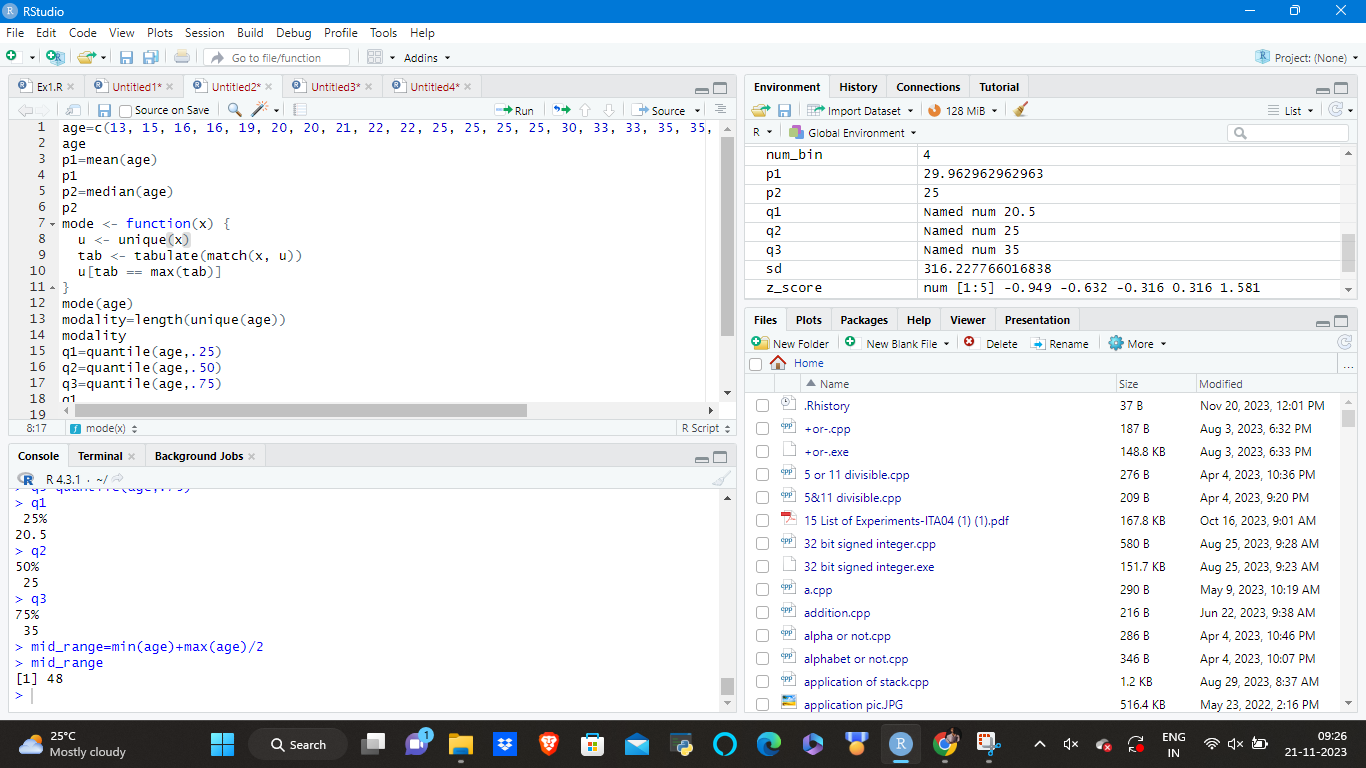 RStudio
File Edit Code View Plots Session Build Debug Profile Tools Help
Go to file/function Addins Project: (None)
Ex1.R Untitled1* Untitled2* Untitled3* Untitled4*
Source on Save Run Source
1 age=c(13, 15, 16, 16, 19, 20, 20, 21, 22, 22, 25, 25, 25, 25, 30, 33, 33, 35, 35,
2 age
3 p1=mean(age)
4 p1
5 p2=median(age)
6 p2
7 mode <- function(x) {
8 u <- unique(x)
9 tab <- tabulate(match(x, u))
10 u[tab == max(tab)]
11 }
12 mode(age)
13 modality=length(unique(age))
14 modality
15 q1=quantile(age,.25)
16 q2=quantile(age,.50)
17 q3=quantile(age,.75)
18 q1
19
8:17 mode(x) R Script
Console Terminal Background Jobs
R 4.3.1 · ~/
> q3=quantile(age,.75)
> q1
25%
20.5
> q2
50%
25
> q3
75%
35
> mid_range=min(age)+max(age)/2
> mid_range
[1] 48
>
Environment History Connections Tutorial
Import Dataset 128 MiB List
R Global Environment
num_bin 4
p1 29.962962962963
p2 25
q1 Named num 20.5
q2 Named num 25
q3 Named num 35
sd 316.227766016838
z_score num [1:5] -0.949 -0.632 -0.316 0.316 1.581
Files Plots Packages Help Viewer Presentation
New Folder New Blank File Delete Rename More
Home ...
Name Size Modified
.Rhistory 37 B Nov 20, 2023, 12:01 PM
+or-.cpp 187 B Aug 3, 2023, 6:32 PM
+or-.exe 148.8 KB Aug 3, 2023, 6:33 PM
5 or 11 divisible.cpp 276 B Apr 4, 2023, 10:36 PM
5&11 divisible.cpp 209 B Apr 4, 2023, 9:20 PM
15 List of Experiments-ITA04 (1) (1).pdf 167.8 KB Oct 16, 2023, 9:01 AM
32 bit signed integer.cpp 580 B Aug 25, 2023, 9:28 AM
32 bit signed integer.exe 151.7 KB Aug 25, 2023, 9:23 AM
a.cpp 290 B May 9, 2023, 10:19 AM
addition.cpp 216 B Jun 22, 2023, 9:38 AM
alpha or not.cpp 286 B Apr 4, 2023, 10:46 PM
alphabet or not.cpp 346 B Apr 4, 2023, 10:07 PM
application of stack.cpp 1.2 KB Aug 29, 2023, 8:37 AM
application pic.JPG 516.4 KB May 23, 2022, 2:16 PM
25°C
Mostly cloudy
Search
1
ENG
IN
09:26
21-11-2023